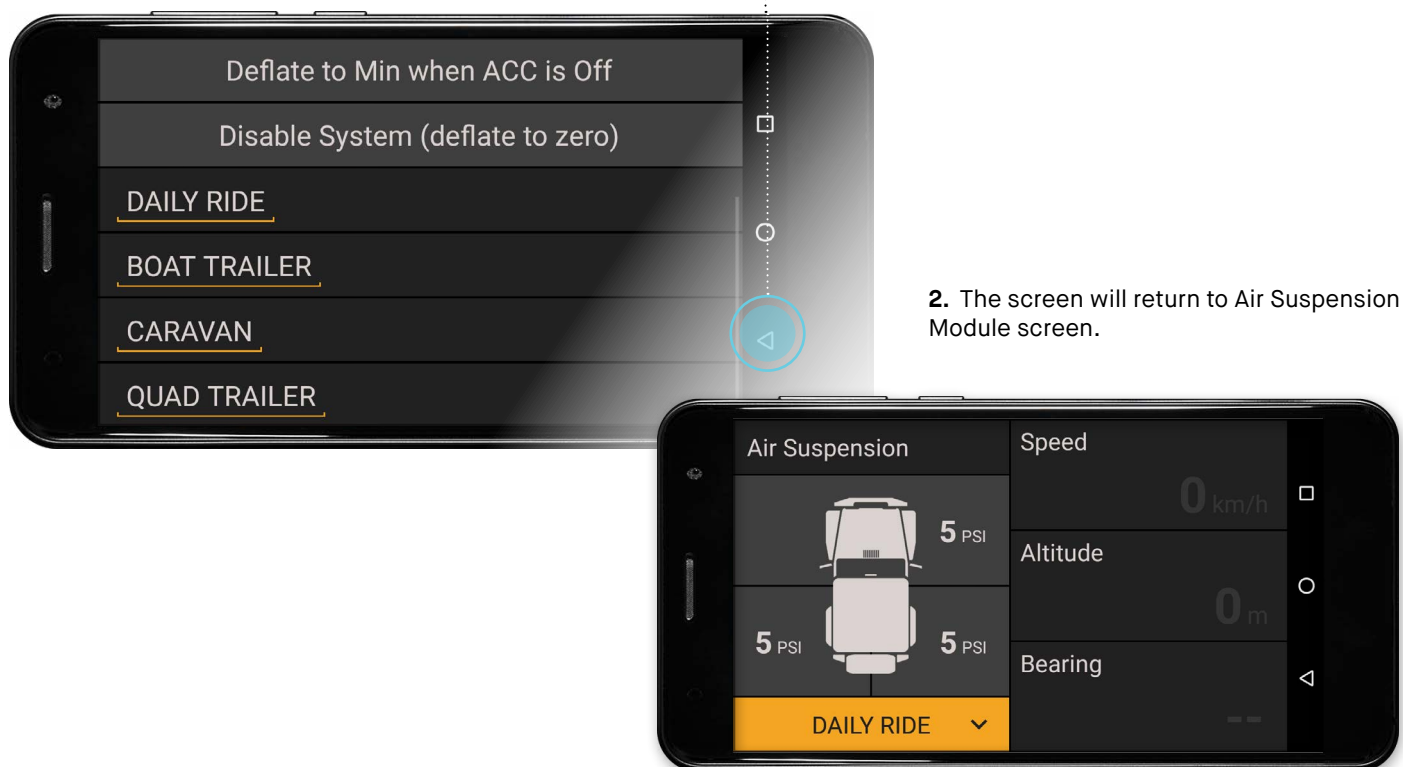 Deflate to Min when ACC is Off
Disable System (deflate to zero)
DAILY RIDE
BOAT TRAILER
CARAVAN
QUAD TRAILER
2. The screen will return to Air Suspension
Module screen.
Air Suspension
5 PSI
5 PSI
5 PSI
DAILY RIDE
Speed
0 km/h
Altitude
0 m
Bearing
--